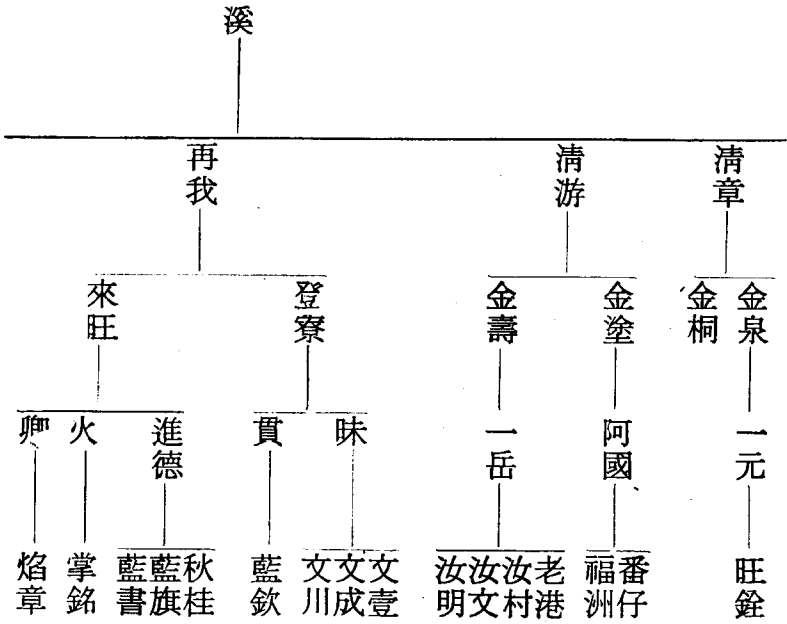 溪
清章
清游
再我
金泉
金桐
金塗
金壽
登寮
來旺
一元
阿國
一岳
昧
貫
進德
火
卿
旺銓
番仔
福洲
老港
汝村
汝文
汝明
文壹
文成
文川
藍欽
秋桂
藍旗
藍書
掌銘
焰章